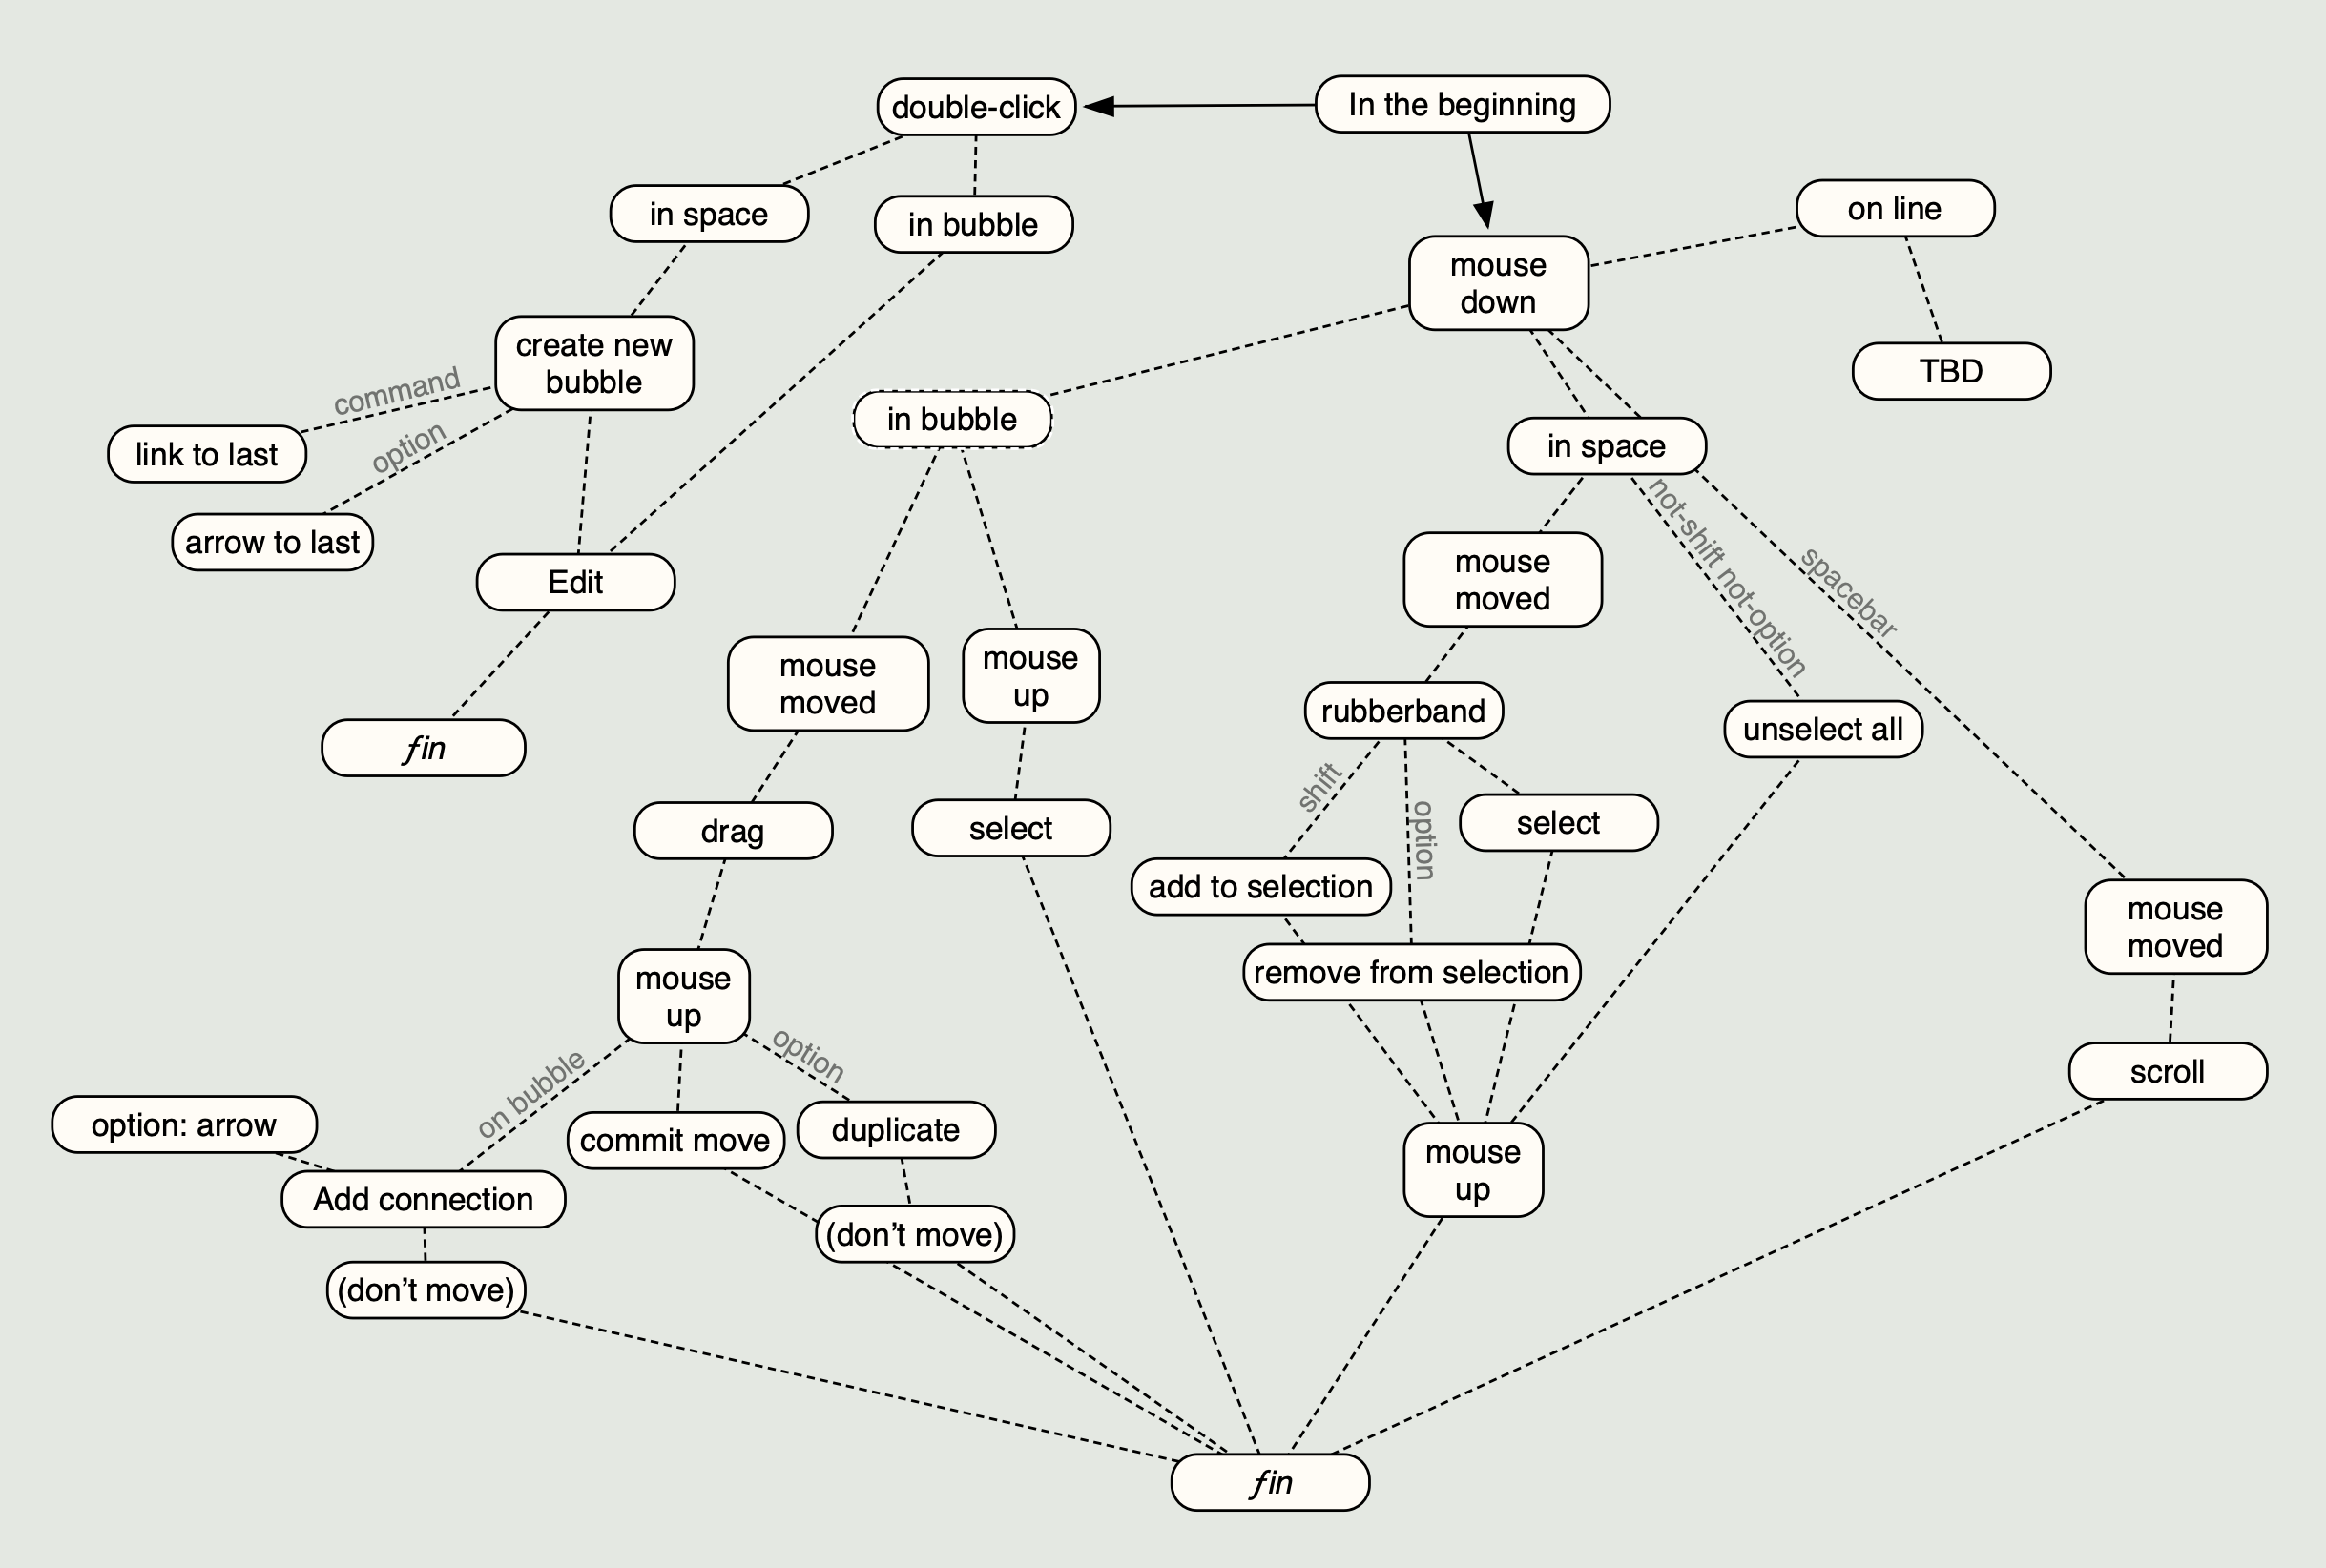 double-click
In the beginning
in space
in bubble
on line
mouse
down
create new
bubble
TBD
command
in bubble
option
link to last
in space
arrow to last
not-shift not-option
spacebar
Edit
mouse
moved
mouse
moved
mouse
up
rubberband
unselect all
ƒin
shift
option
drag
select
select
add to selection
mouse
moved
remove from selection
mouse
up
on bubble
option
scroll
option: arrow
commit move
duplicate
mouse
up
Add connection
(don’t move)
(don’t move)
ƒin